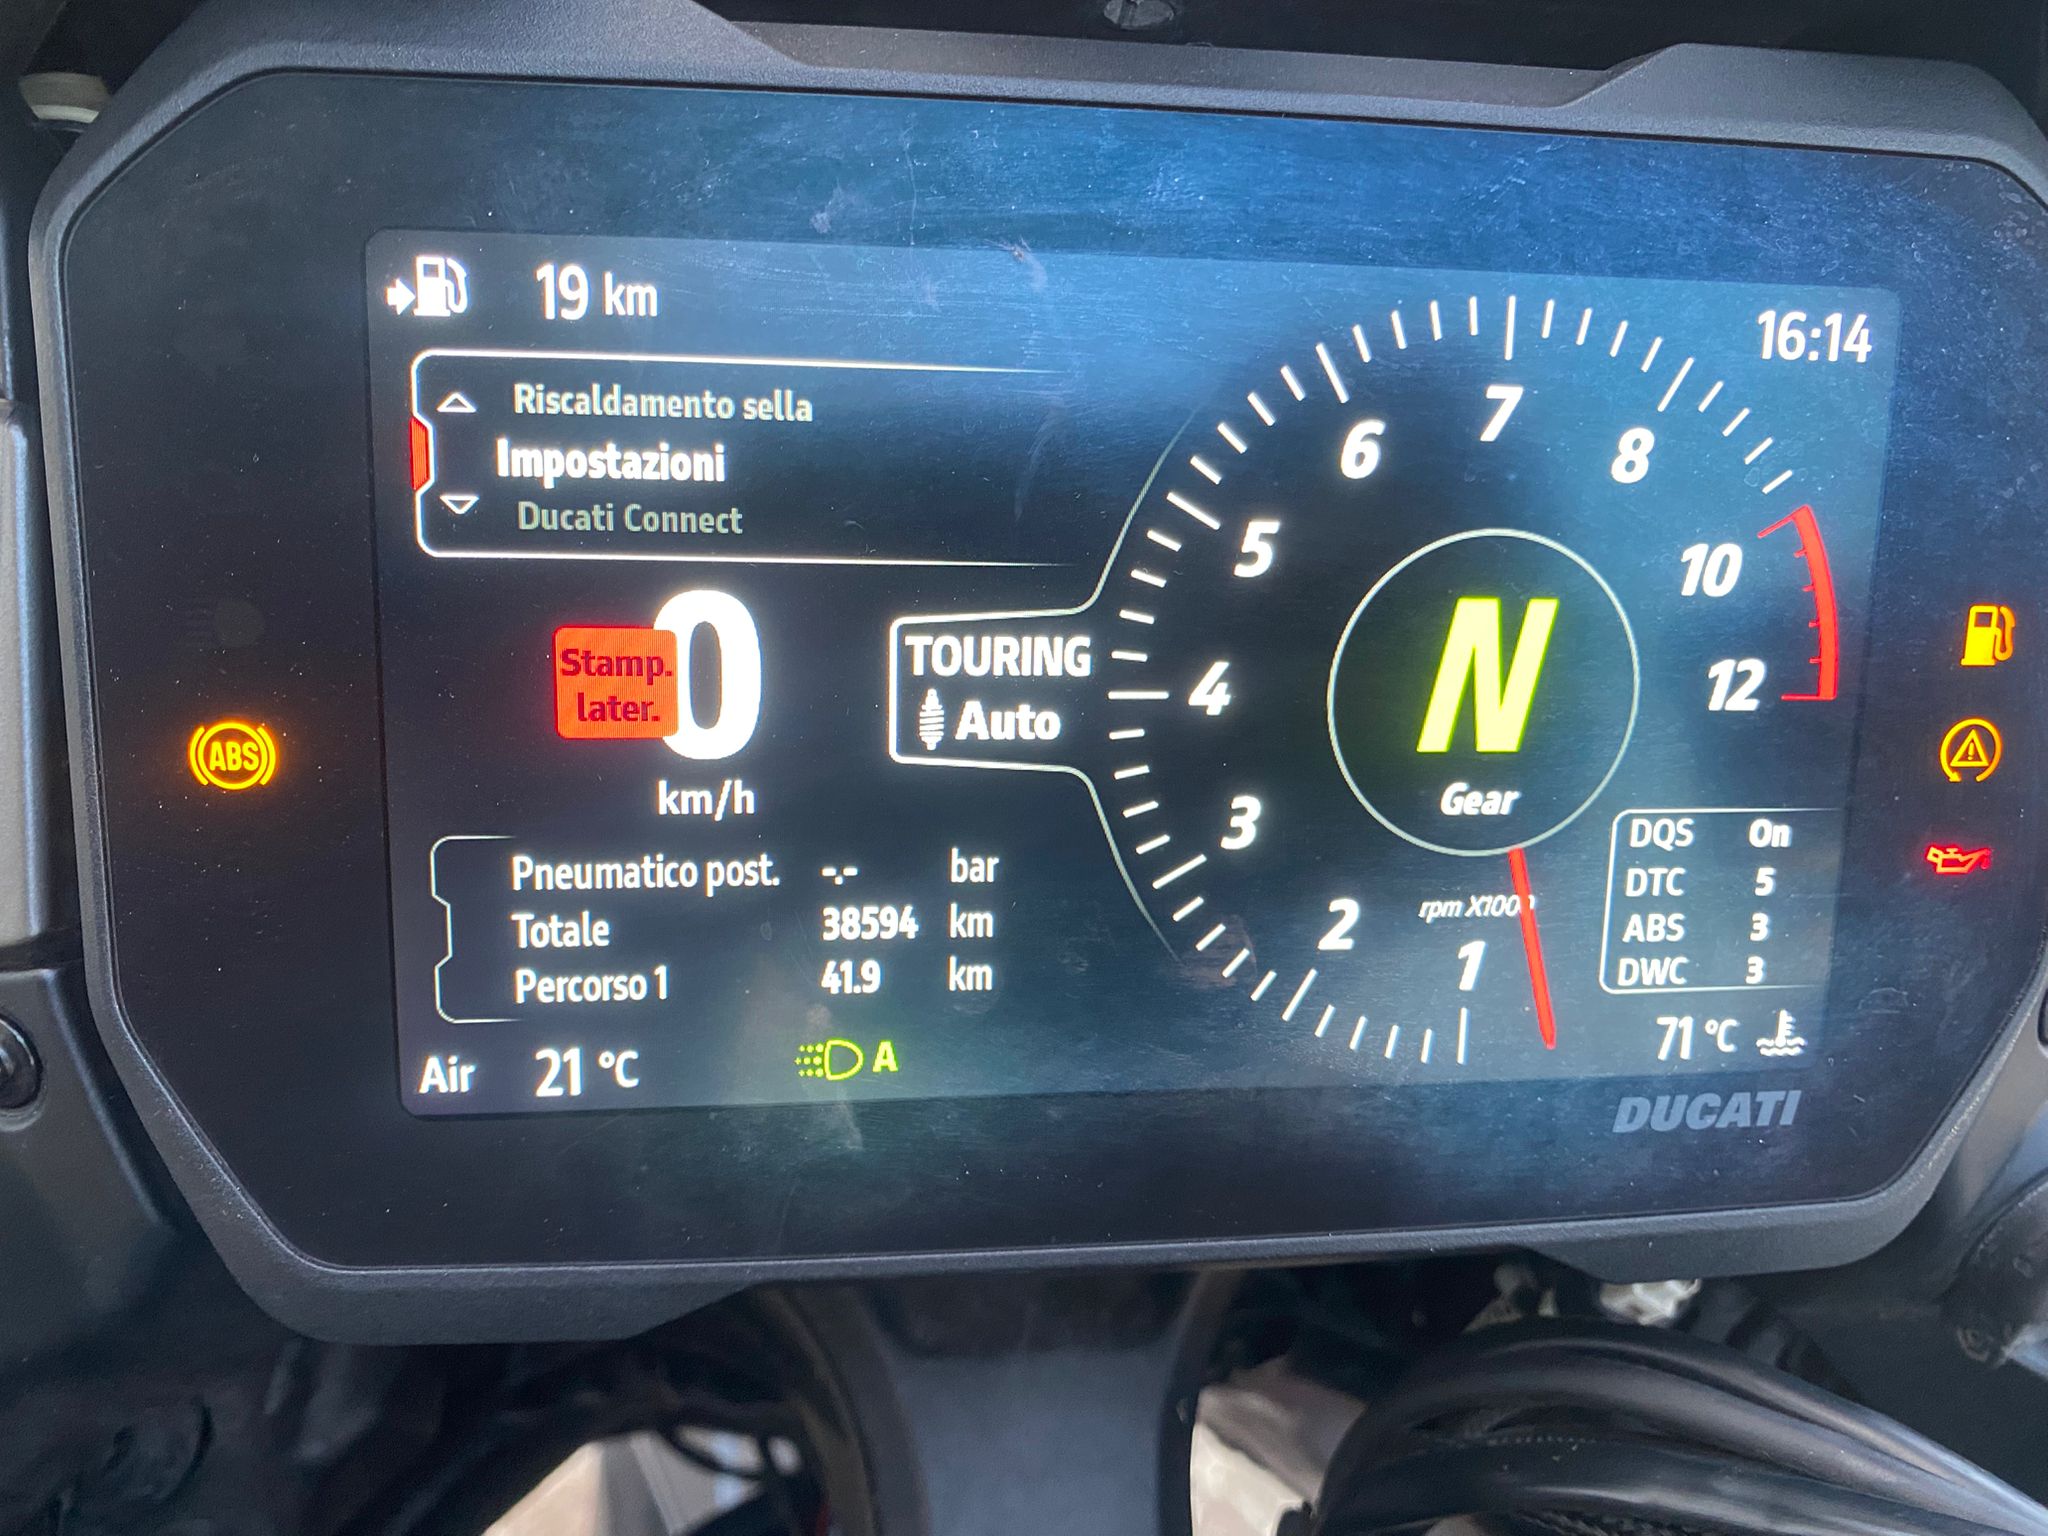 19 km
16:14
Riscaldamento sella
Impostazioni
Ducati Connect
Stamp.
later.
0
km/h
TOURING
Auto
ABS
1
2
3
4
5
6
7
8
10
12
N
Gear
rpm X1000
DQS On
DTC 5
ABS 3
DWC 3
Pneumatico post. -.- bar
Totale 38594 km
Percorso 1 41.9 km
Air 21 °C
A
71 °C
DUCATI